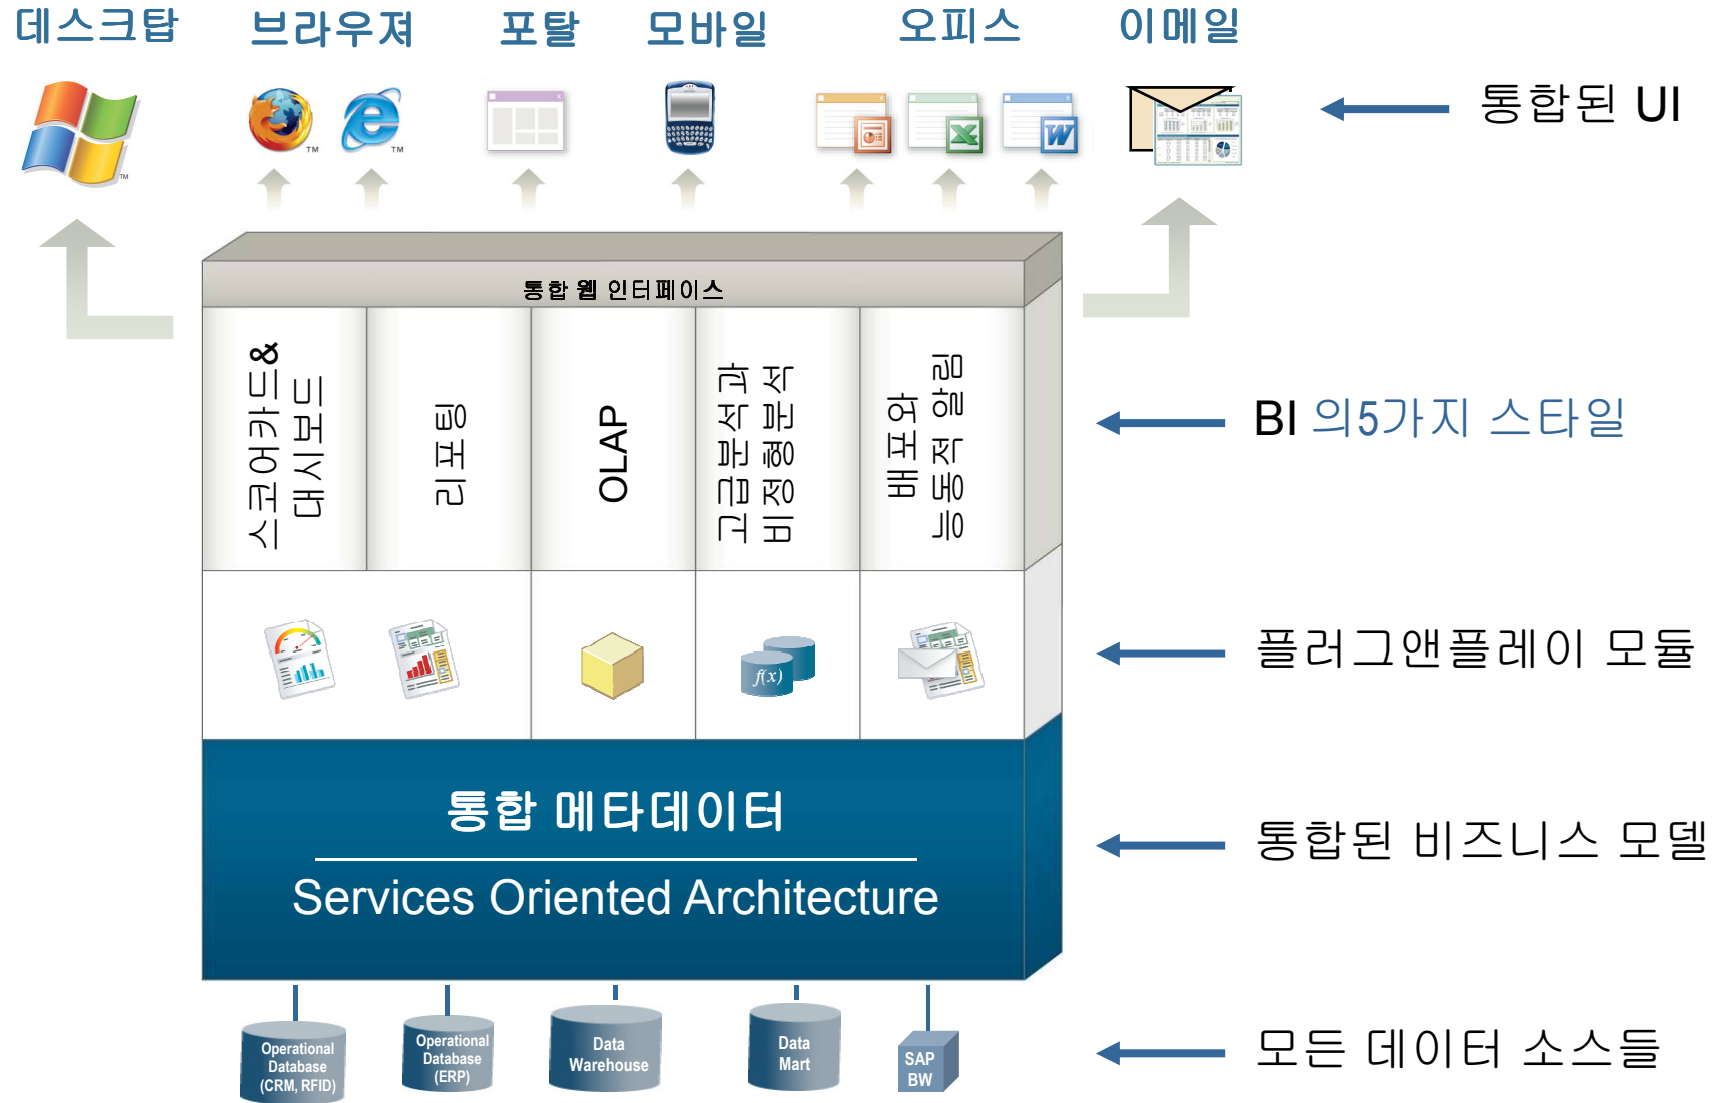 데스크탑
브라우져
포탈
모바일
오피스
이메일
TM
TM
TM
통합된 UI
통합 웹 인터페이스
스코어카드&
대시보드
리포팅
OLAP
고급분석과
비정형분석
배포와
능동적 알림
BI 의5가지 스타일
f(x)
플러그앤플레이 모듈
통합 메타데이터
Services Oriented Architecture
통합된 비즈니스 모델
Operational
Database
(CRM, RFID)
Operational
Database
(ERP)
Data
Warehouse
Data
Mart
SAP
BW
모든 데이터 소스들